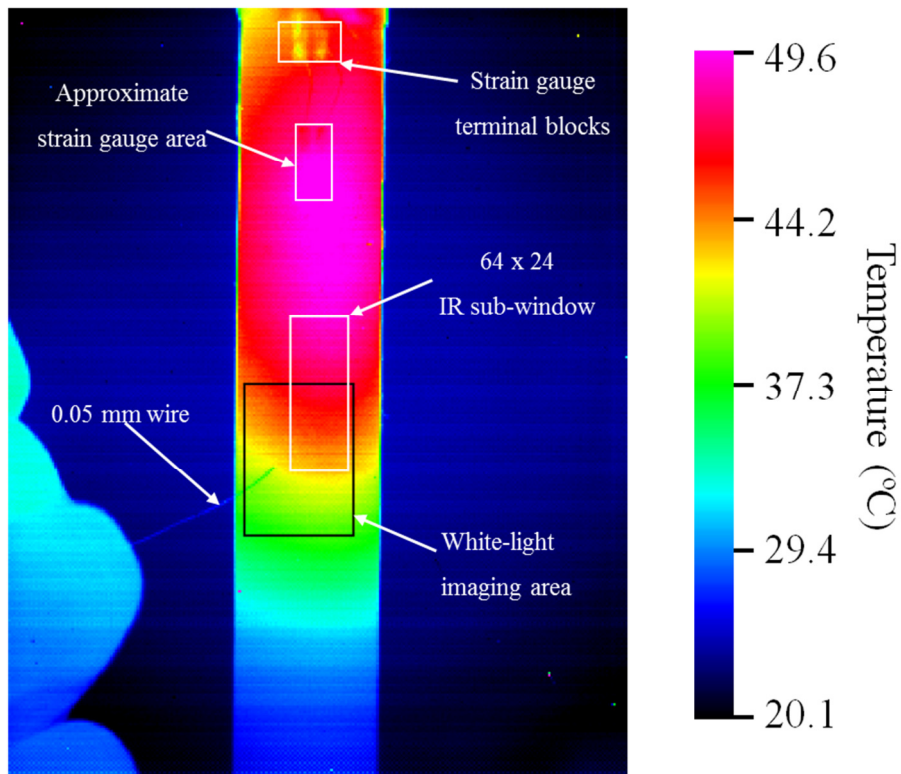 Approximate
strain gauge area
Strain gauge
terminal blocks
64 x 24
IR sub-window
0.05 mm wire
White-light
imaging area
49.6
44.2
37.3
29.4
20.1
Temperature (°C)